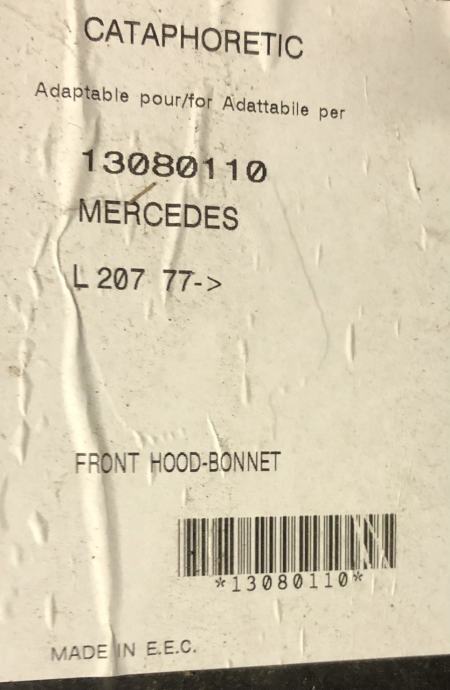 CATAPHORETIC
Adaptable pour/for Adattabile per
13080110
MERCEDES
L 207 77->
FRONT HOOD-BONNET
*13080110*
MADE IN E.E.C.